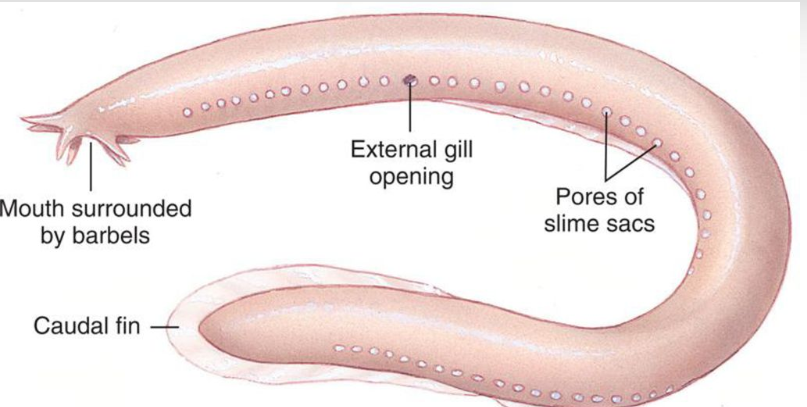 External gill
opening
Pores of
slime sacs
Mouth surrounded
by barbels
Caudal fin